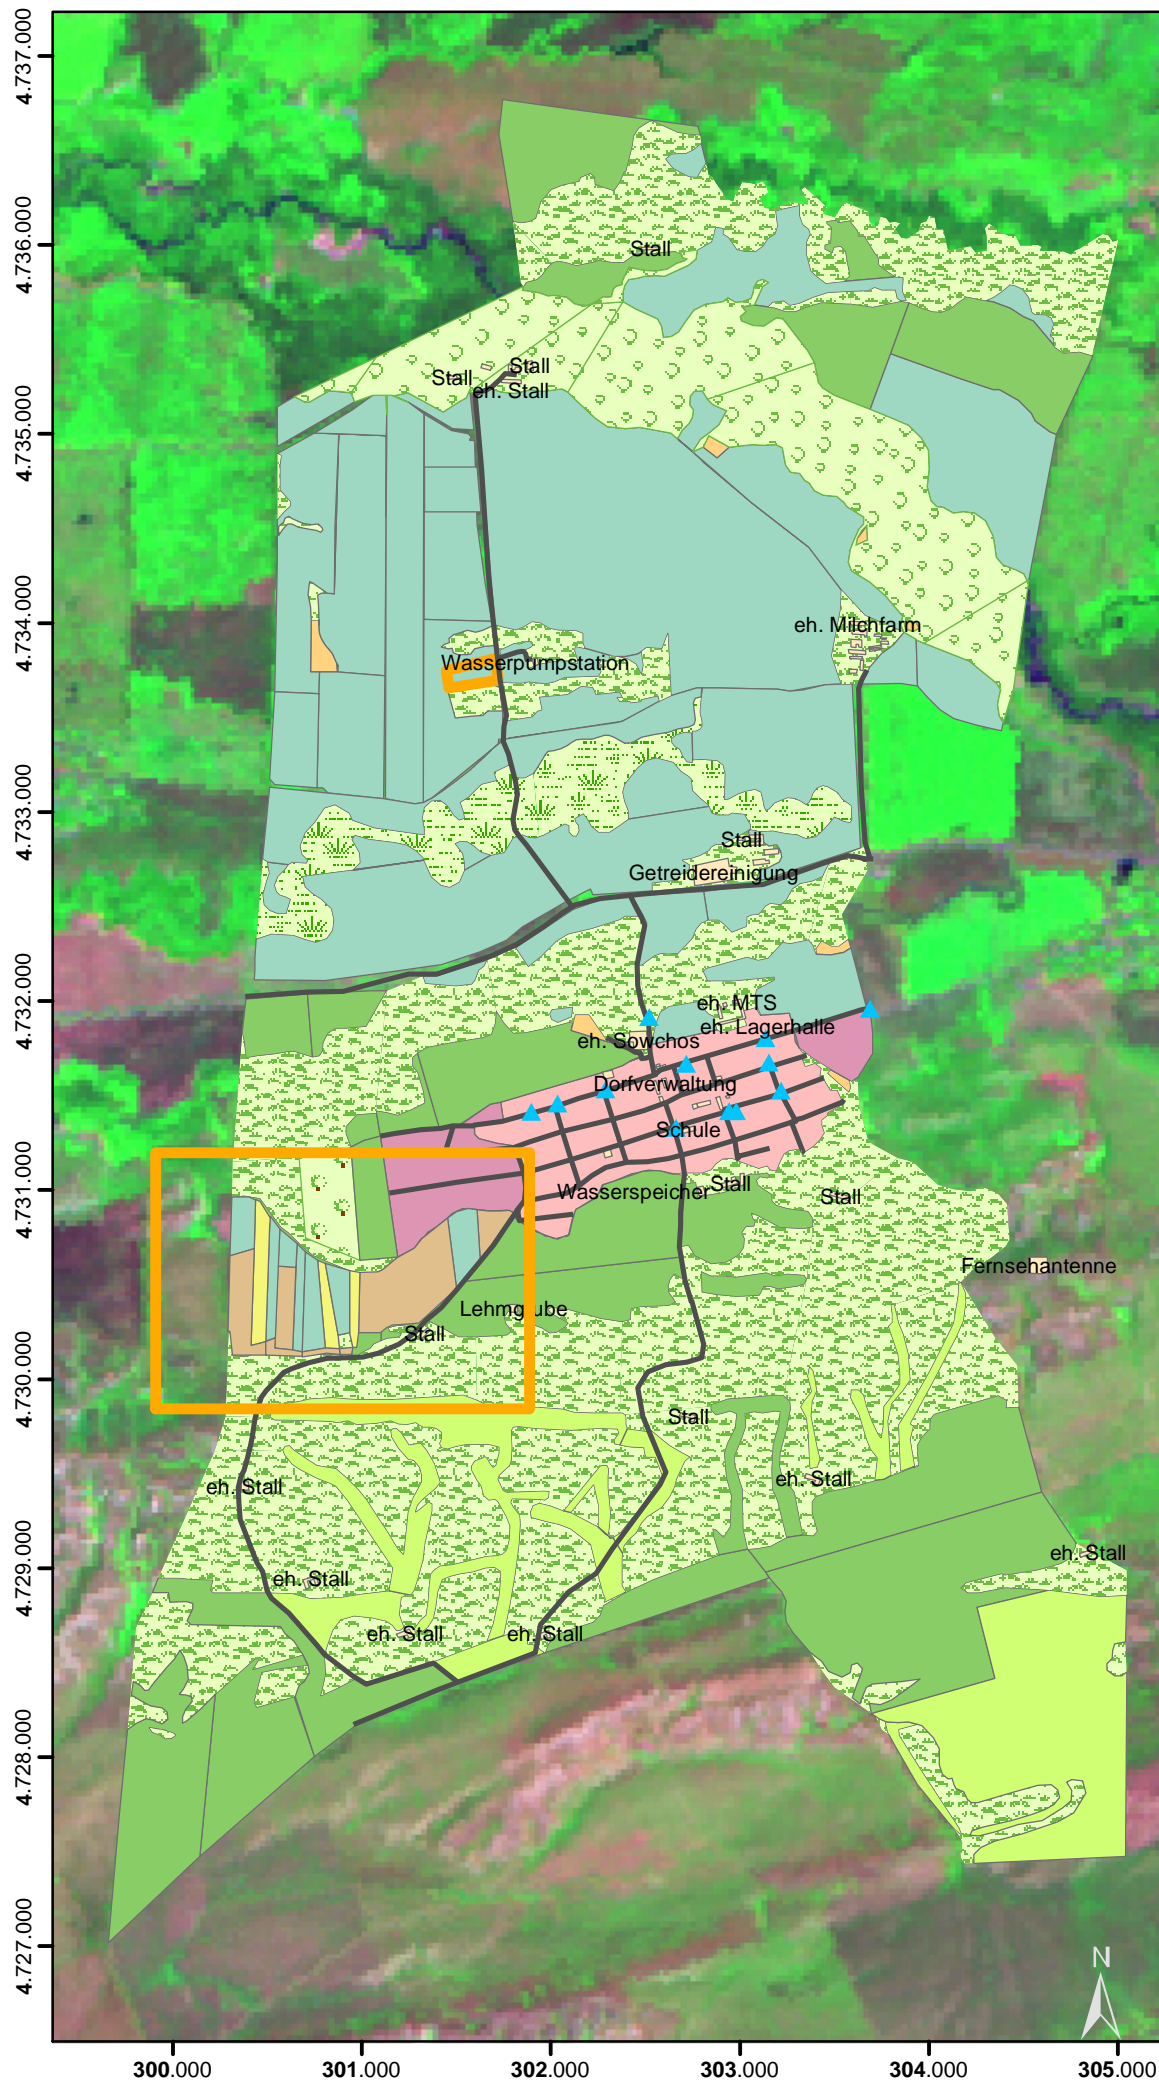 4.737.000
4.736.000
Stall
Stall
Stall
eh. Stall
4.735.000
4.734.000
eh. Milchfarm
Wasserpumpstation
4.733.000
Stall
Getreidereinigung
4.732.000
eh. MTS
eh. Lagerhalle
eh. Sowchos
Dorfverwaltung
Schule
4.731.000
Wasserspeicher
Stall
Stall
Fernsehantenne
Lehmgrube
Stall
4.730.000
Stall
eh. Stall
eh. Stall
4.729.000
eh. Stall
eh. Stall
eh. Stall
eh. Stall
4.728.000
4.727.000
N
300.000
301.000
302.000
303.000
304.000
305.000